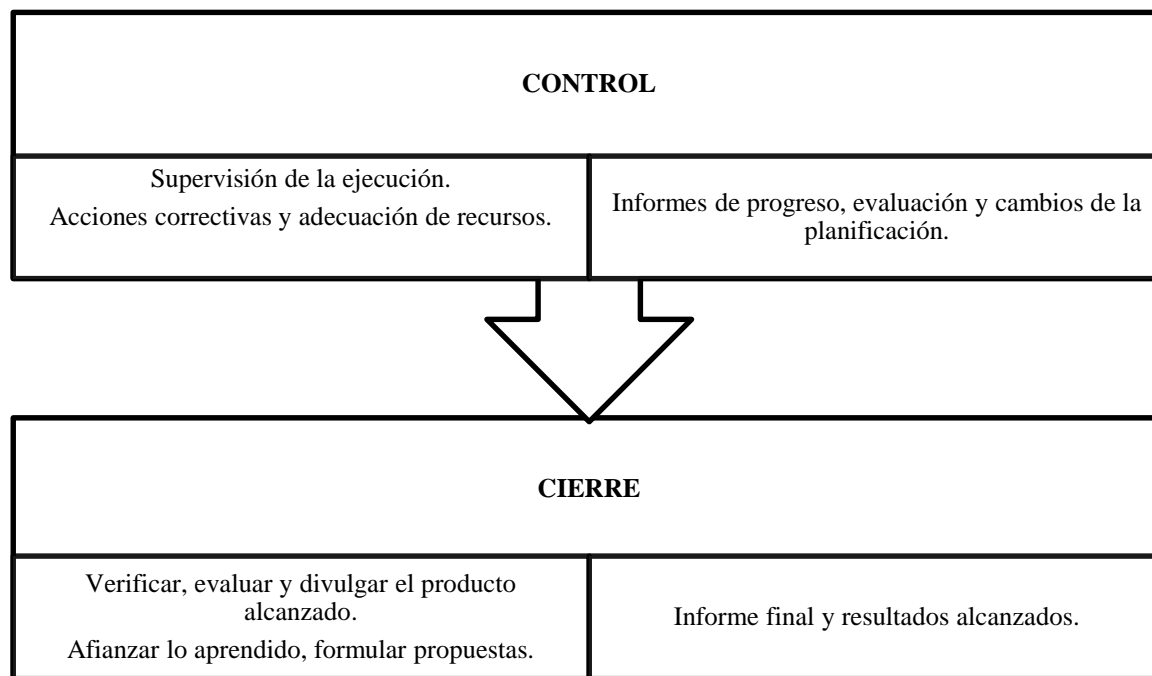 CONTROL
Supervisión de la ejecución.
Acciones correctivas y adecuación de recursos.
Informes de progreso, evaluación y cambios de la
planificación.
CIERRE
Verificar, evaluar y divulgar el producto
alcanzado.
Afianzar lo aprendido, formular propuestas.
Informe final y resultados alcanzados.